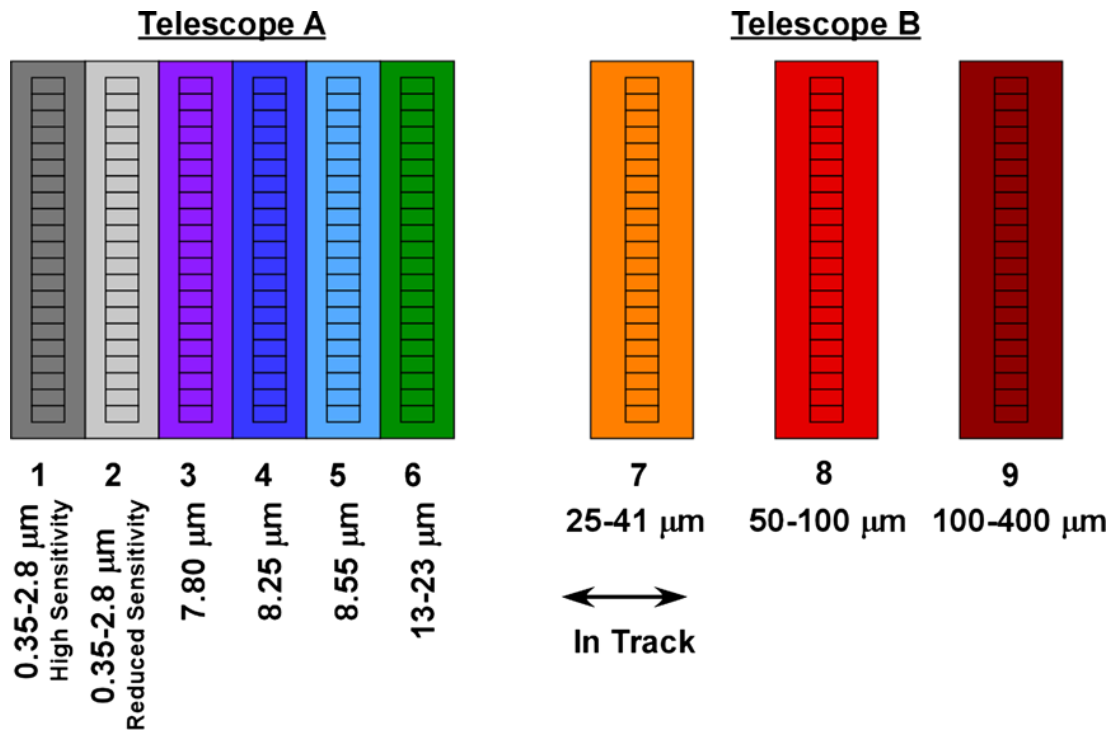 Telescope A
Telescope B
1
2
3
4
5
6
7
8
9
0.35-2.8 μm
High Sensitivity
0.35-2.8 μm
Reduced Sensitivity
7.80 μm
8.25 μm
8.55 μm
13-23 μm
25-41 μm
50-100 μm
100-400 μm
In Track